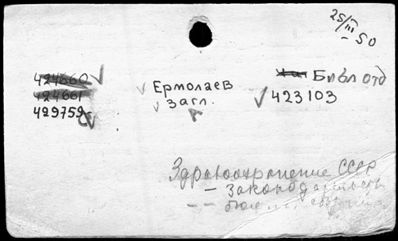 25/III
- 50
424660
424661
429759
Ермолаев
Загл.
Библ отд
423103
Здравоохранение СССР
- Законодательство
- -